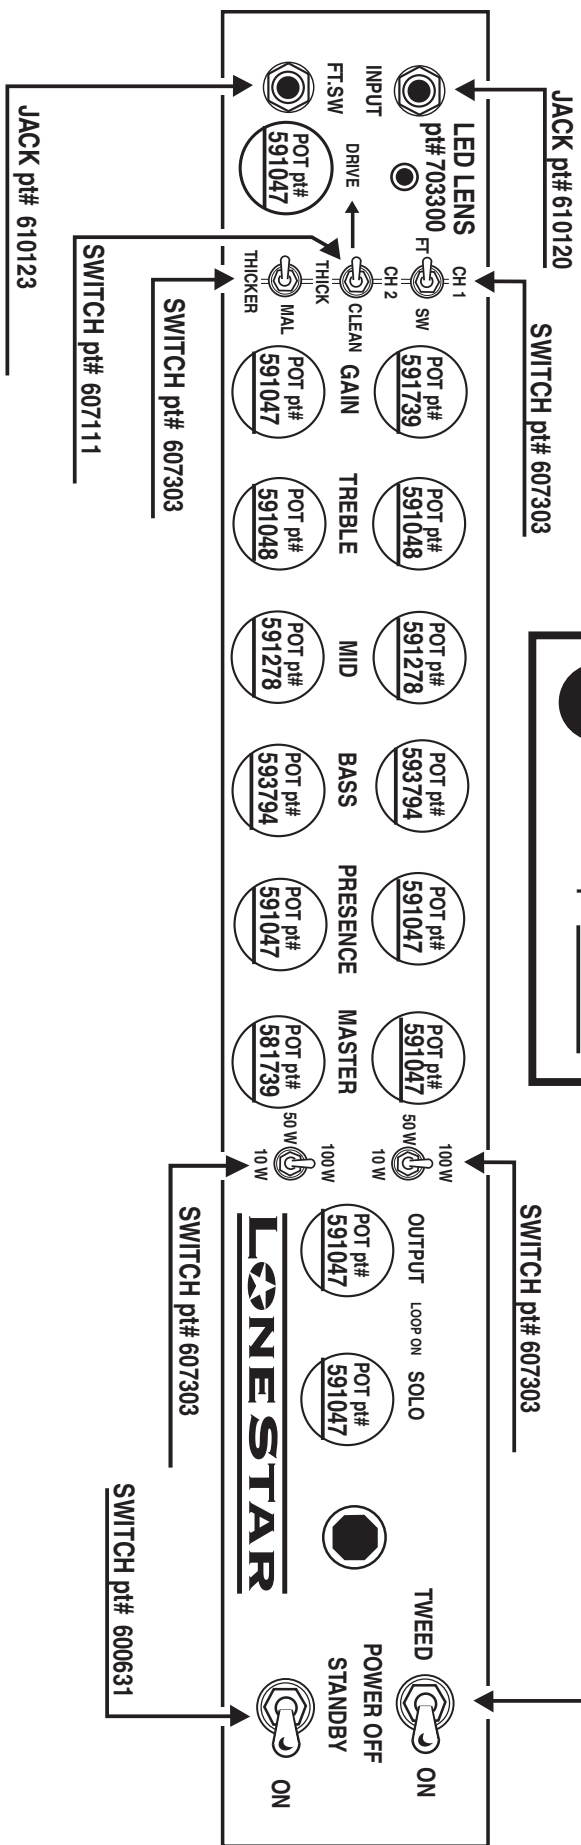 JACK pt# 610120
SWITCH pt# 607303
SWITCH pt# 607303
INPUT
LED LENS
pt# 703300
FT
CH 1
SW
CH 2
POT pt#
591739
POT pt#
591048
POT pt#
591278
POT pt#
593794
POT pt#
591047
POT pt#
591047
100 W
50 W
10 W
OUTPUT
LOOP ON
SOLO
POT pt#
591047
POT pt#
591047
TWEED
POWER OFF
ON
FT.SW
DRIVE
CLEAN
THICK
GAIN
TREBLE
MID
BASS
PRESENCE
MASTER
STANDBY
ON
POT pt#
591047
MAL
THICKER
POT pt#
591047
POT pt#
591048
POT pt#
591278
POT pt#
593794
POT pt#
591047
POT pt#
581739
100 W
50 W
10 W
LONE STAR
JACK pt# 610123
SWITCH pt# 607111
SWITCH pt# 607303
SWITCH pt# 607303
SWITCH pt# 600631